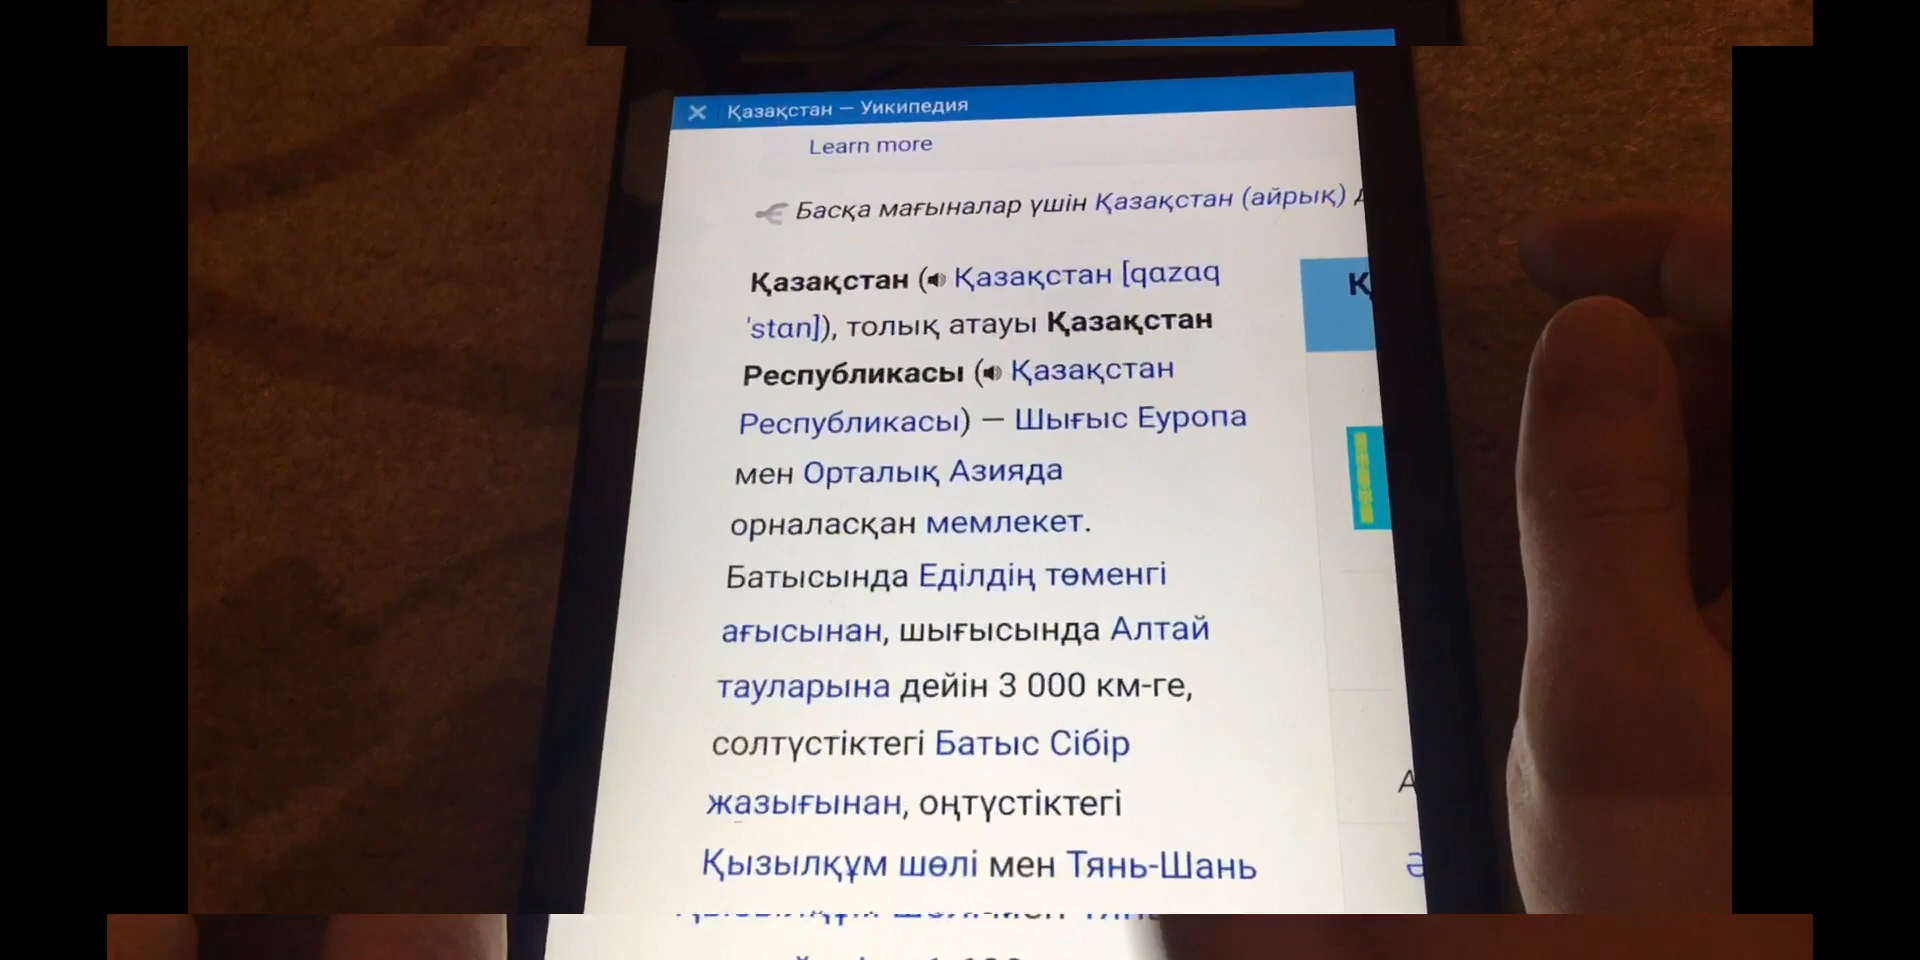 Қазақстан — Уикипедия
Learn more
Басқа мағыналар үшін Қазақстан (айрық)
Қазақстан (Қазақстан [qɑzɑq
ˈstɑn]), толық атауы Қазақстан
Республикасы (Қазақстан
Республикасы) — Шығыс Еуропа
мен Орталық Азияда
орналасқан мемлекет.
Батысында Еділдің төменгі
ағысынан, шығысында Алтай
тауларына дейін 3 000 км-ге,
солтүстіктегі Батыс Сібір
жазығынан, оңтүстіктегі
Қызылқұм шөлі мен Тянь-Шань